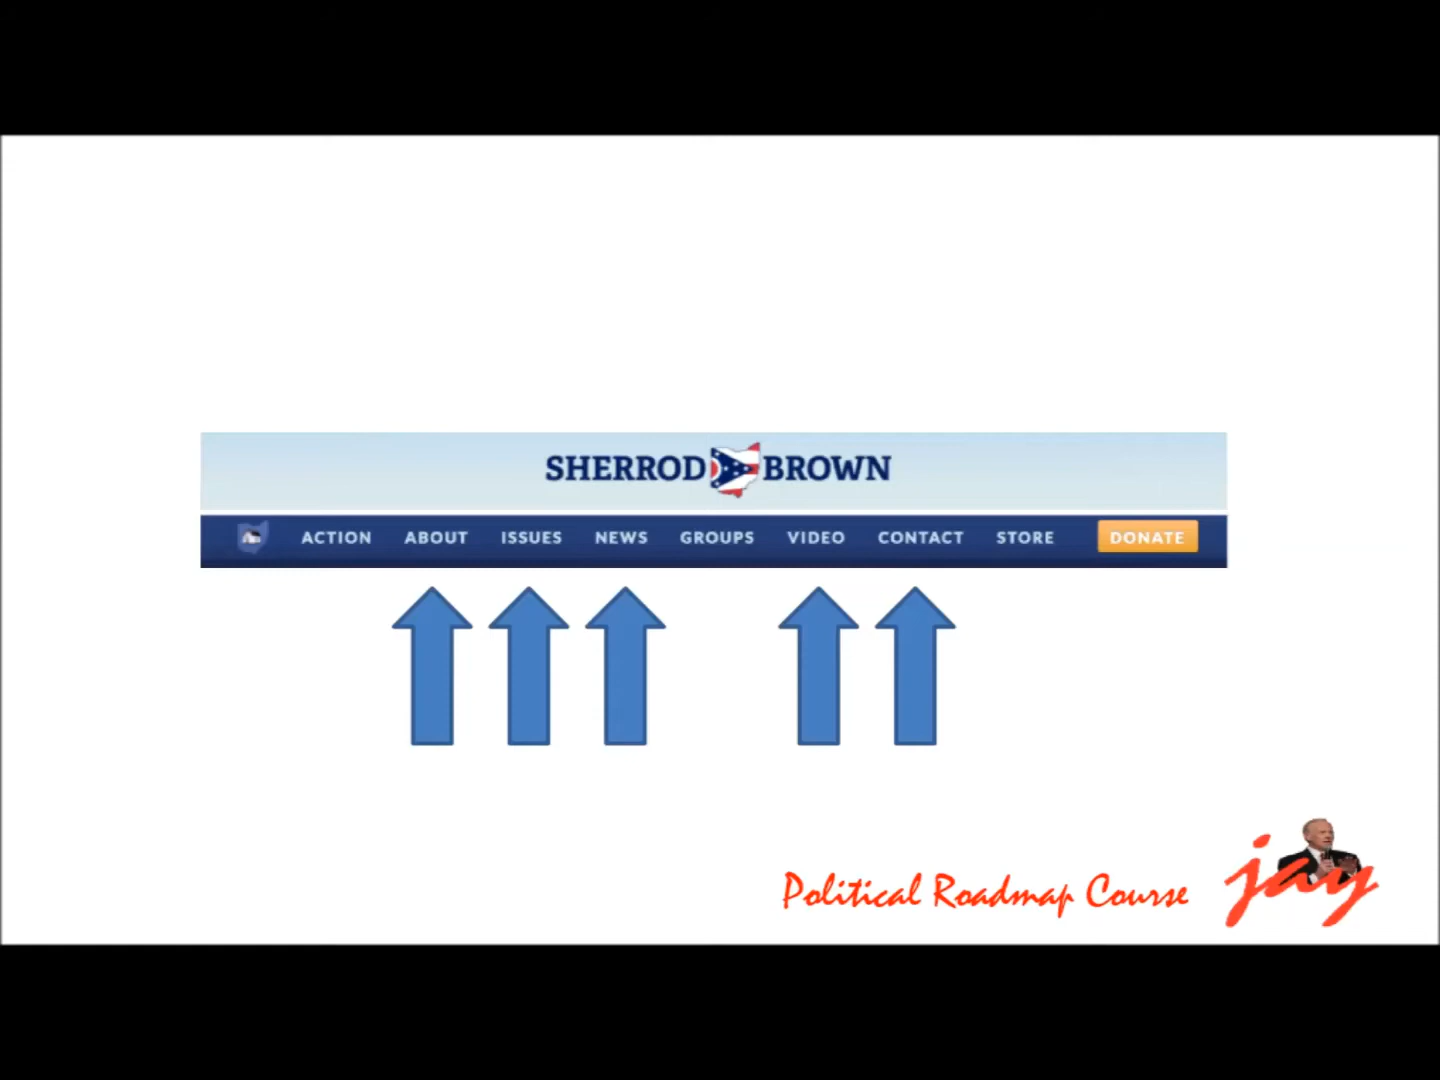 SHERROD BROWN
ACTION ABOUT ISSUES NEWS GROUPS VIDEO CONTACT STORE DONATE
Political Roadmap Course jay